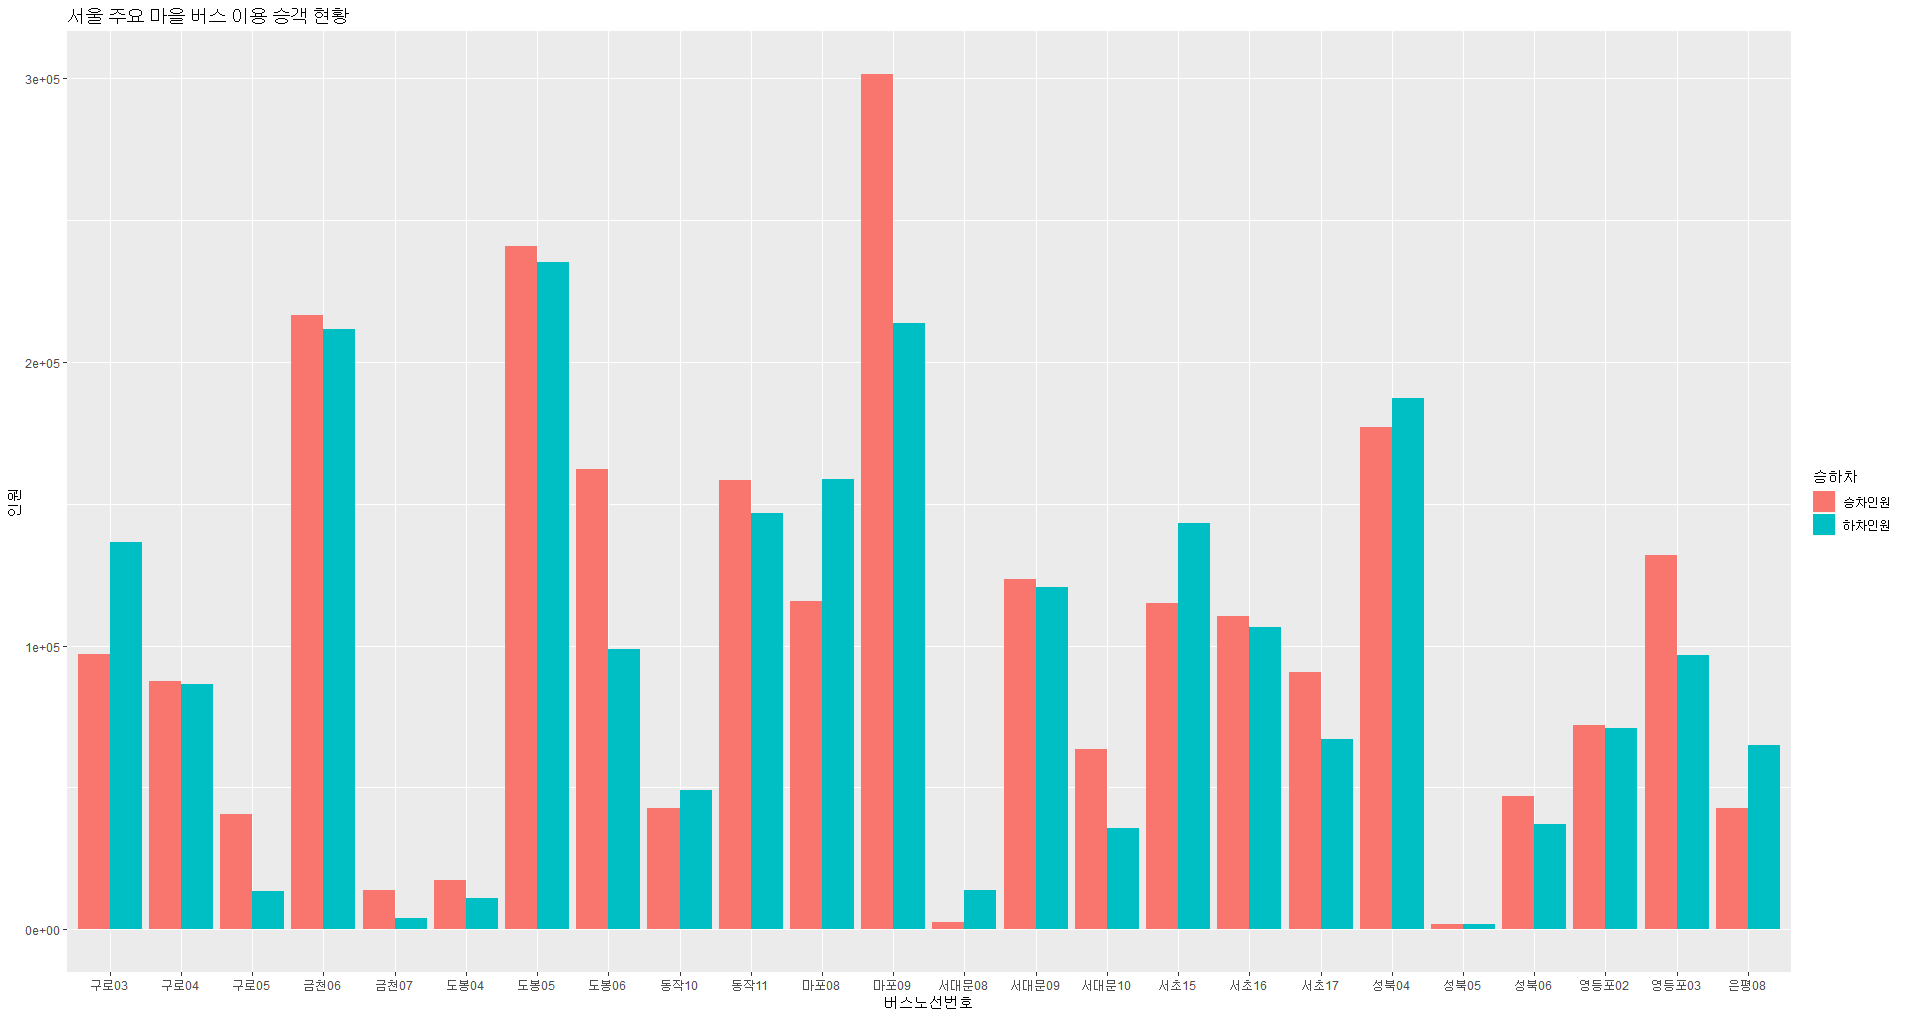 서울 주요 마을 버스 이용 승객 현황
3e+05
2e+05
1e+05
0e+00
인원
구로03 구로04 구로05 금천06 금천07 도봉04 도봉05 도봉06 동작10 동작11 마포08 마포09 서대문08 서대문09 서대문10 서초15 서초16 서초17 성북04 성북05 성북06 영등포02 영등포03 은평08
버스노선번호
승하차
승차인원
하차인원